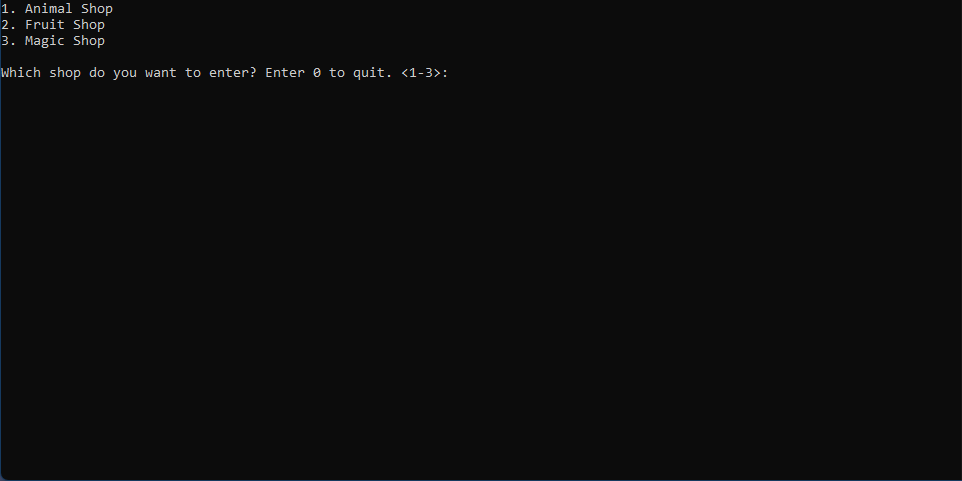 1. Animal Shop
2. Fruit Shop
3. Magic Shop
Which shop do you want to enter? Enter 0 to quit. <1-3>: